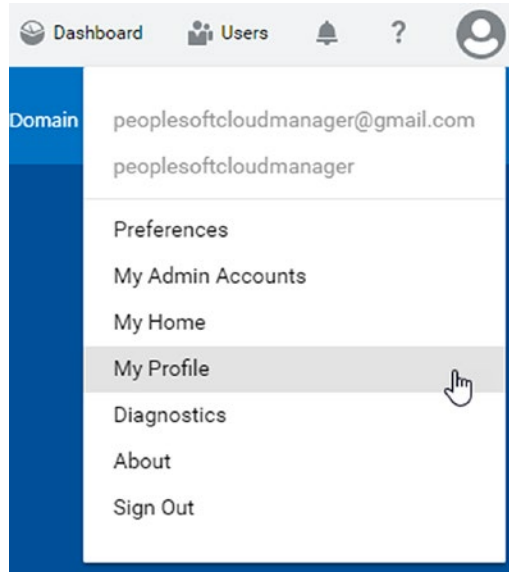 Dashboard Users ?
Domain
peoplesoftcloudmanager@gmail.com
peoplesoftcloudmanager
Preferences
My Admin Accounts
My Home
My Profile
Diagnostics
About
Sign Out